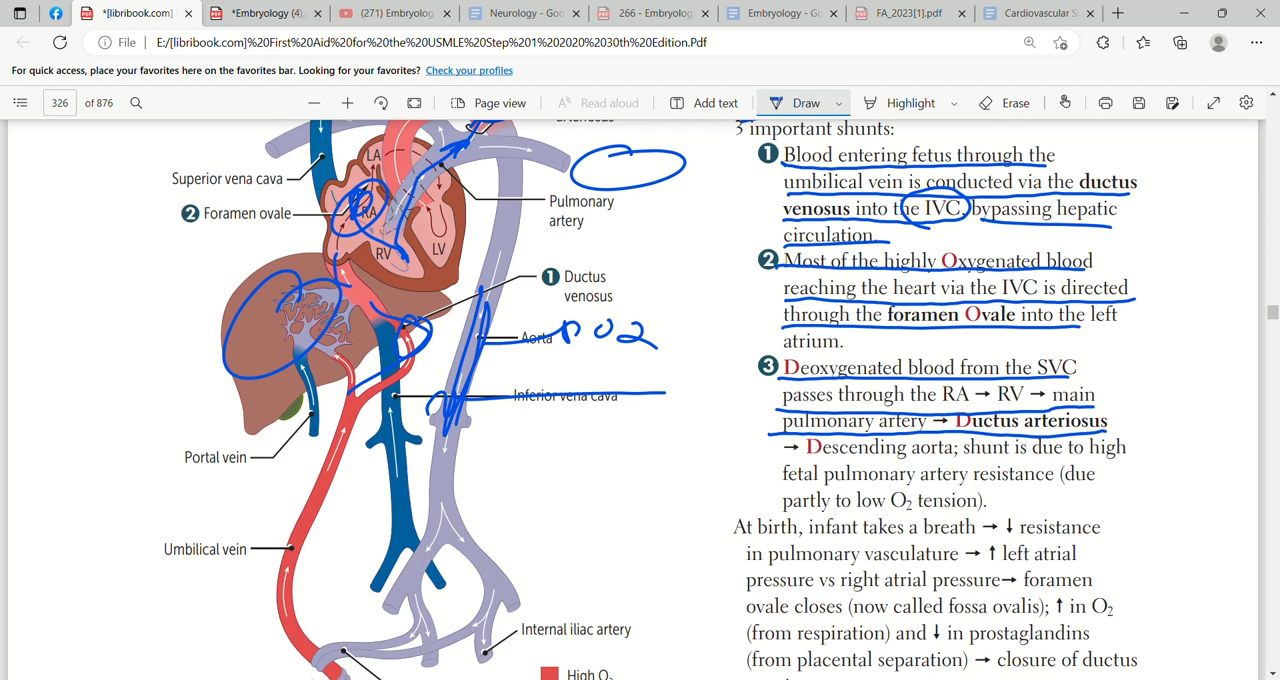 *[libribook.com]
*Embryology (4).
(271) Embryolog
Neurology - Goo
266 - Embryolog
Embryology - Go
FA_2023[1].pdf
Cardiovascular S
File
E:/[libribook.com]%20First%20Aid%20for%20the%20USMLE%20Step%201%202020%2030th%20Edition.Pdf
For quick access, place your favorites here on the favorites bar. Looking for your favorites? Check your profiles
326 of 876
Page view
Read aloud
Add text
Draw
Highlight
Erase
arteriosus
LA
Superior vena cava
2 Foramen ovale
RA
Pulmonary
artery
RV
LV
1 Ductus
venosus
Aorta
PO2
Inferior vena cava
Portal vein
Umbilical vein
Internal iliac artery
High O2
3 important shunts:
1 Blood entering fetus through the
umbilical vein is conducted via the ductus
venosus into the IVC, bypassing hepatic
circulation.
2 Most of the highly Oxygenated blood
reaching the heart via the IVC is directed
through the foramen Ovale into the left
atrium.
3 Deoxygenated blood from the SVC
passes through the RA → RV → main
pulmonary artery → Ductus arteriosus
→ Descending aorta; shunt is due to high
fetal pulmonary artery resistance (due
partly to low O₂ tension).
At birth, infant takes a breath → ↓ resistance
in pulmonary vasculature → ↑ left atrial
pressure vs right atrial pressure→ foramen
ovale closes (now called fossa ovalis); ↑ in O₂
(from respiration) and ↓ in prostaglandins
(from placental separation) → closure of ductus